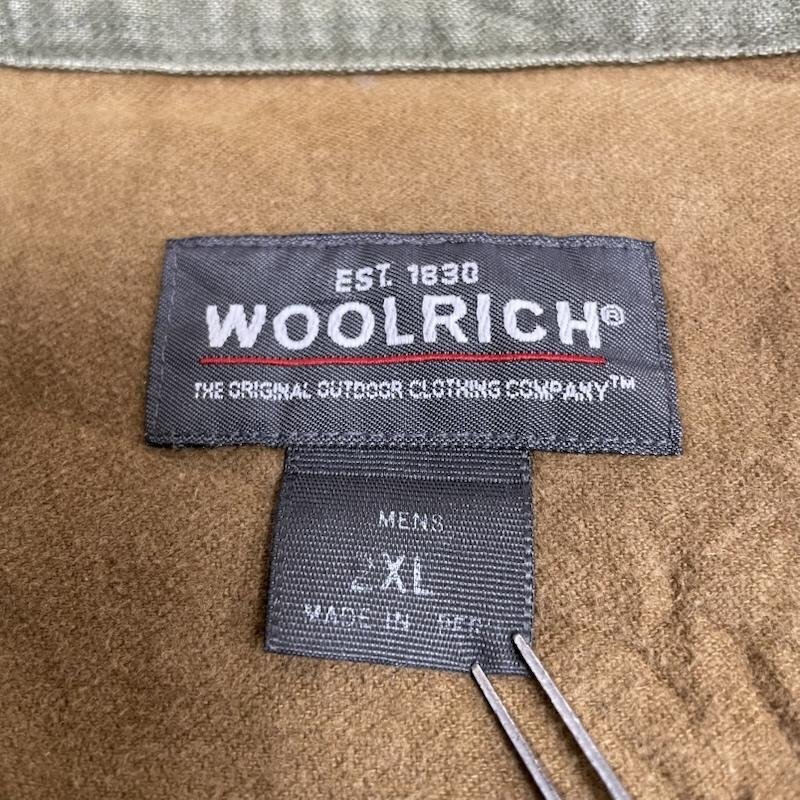 EST. 1830
WOOLRICH®
THE ORIGINAL OUTDOOR CLOTHING COMPANY™
MENS
2XL
MADE IN